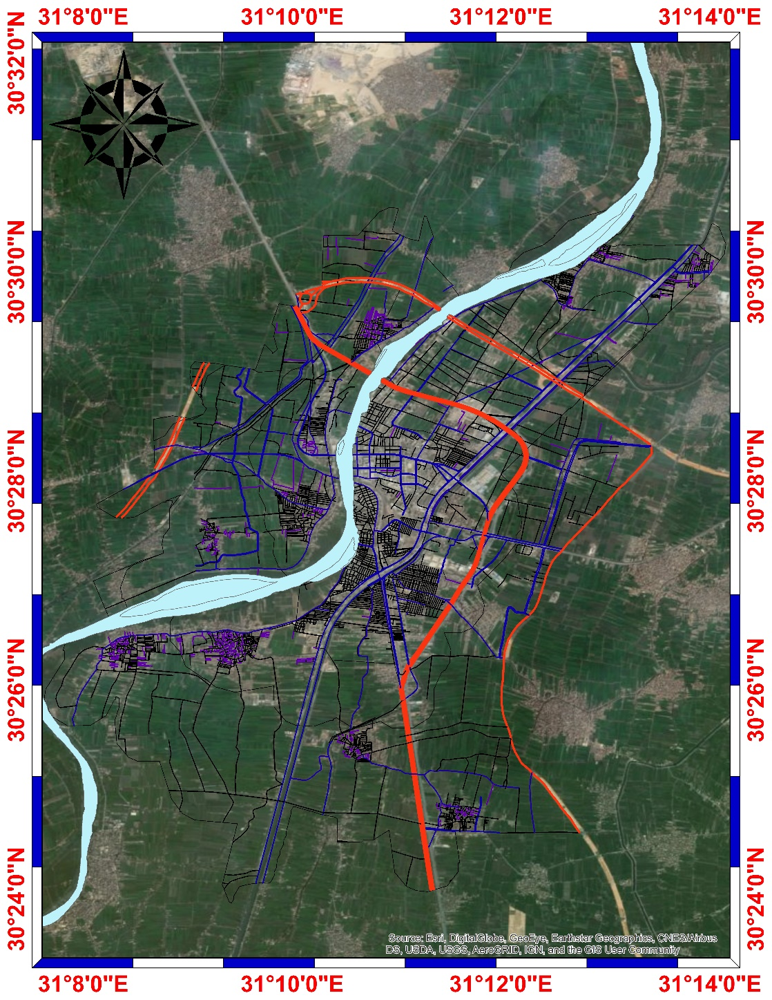 31°8'0"E 31°10'0"E 31°12'0"E 31°14'0"E
30°32'0"N
30°30'0"N 30°30'0"N
30°28'0"N 30°28'0"N
30°26'0"N 30°26'0"N
30°24'0"N 30°24'0"N
Source: Esri, DigitalGlobe, GeoEye, Earthstar Geographics, CNES/Airbus
DS, USDA, USGS, AeroGRID, IGN, and the GIS User Community
31°8'0"E 31°10'0"E 31°12'0"E 31°14'0"E